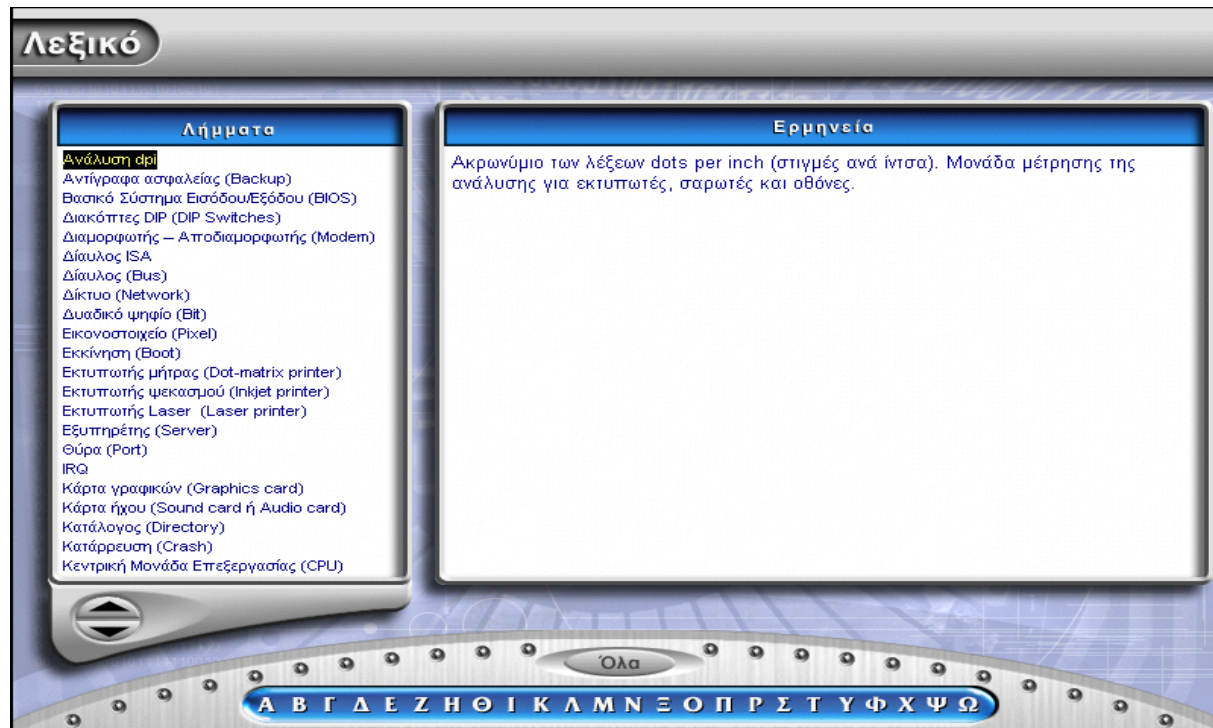 Λεξικό
Λήμματα
Ανάλυση dpi
Αντίγραφα ασφαλείας (Backup)
Βασικό Σύστημα Εισόδου/Εξόδου (BIOS)
Διακόπτες DIP (DIP Switches)
Διαμορφωτής – Αποδιαμορφωτής (Modem)
Δίαυλος ISA
Δίαυλος (Bus)
Δίκτυο (Network)
Δυαδικό ψηφίο (Bit)
Εικονοστοιχείο (Pixel)
Εκκίνηση (Boot)
Εκτυπωτής μήτρας (Dot-matrix printer)
Εκτυπωτής ψεκασμού (Inkjet printer)
Εκτυπωτής Laser (Laser printer)
Εξυπηρέτης (Server)
Θύρα (Port)
IRQ
Κάρτα γραφικών (Graphics card)
Κάρτα ήχου (Sound card ή Audio card)
Κατάλογος (Directory)
Κατάρρευση (Crash)
Κεντρική Μονάδα Επεξεργασίας (CPU)
Ερμηνεία
Ακρωνύμιο των λέξεων dots per inch (στιγμές ανά ίντσα). Μονάδα μέτρησης της
ανάλυσης για εκτυπωτές, σαρωτές και οθόνες.
Όλα
Α Β Γ Δ Ε Ζ Η Θ Ι Κ Λ Μ Ν Ξ Ο Π Ρ Σ Τ Υ Φ Χ Ψ Ω